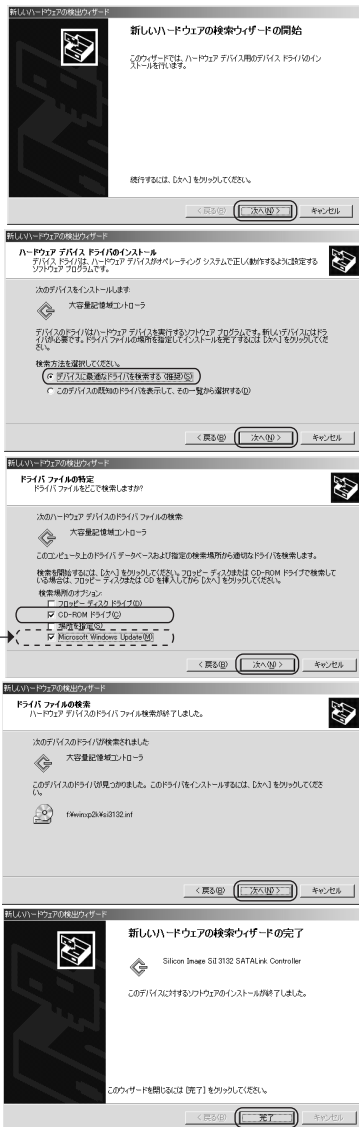 新しいハードウェアの検出ウィザード
新しいハードウェアの検索ウィザードの開始
このウィザードでは、ハードウェア デバイス用のデバイス ドライバのイン
ストールを行います。
続行するには、[次へ] をクリックしてください。
< 戻る(B)
次へ(N) >
キャンセル
新しいハードウェアの検出ウィザード
ハードウェア デバイス ドライバのインストール
デバイス ドライバは、ハードウェア デバイスがオペレーティング システムで正しく動作するように設定する
ソフトウェア プログラムです。
次のデバイスをインストールします:
大容量記憶域コントローラ
デバイスのドライバはハードウェア デバイスを実行するソフトウェア プログラムです。新しいデバイスにはドラ
イバが必要です。ドライバ ファイルの場所を指定してインストールを完了するには [次へ] をクリックしてくだ
さい。
検索方法を選択してください。
デバイスに最適なドライバを検索する (推奨)(S)
このデバイスの既知のドライバを表示して、その一覧から選択する(D)
< 戻る(B)
次へ(N) >
キャンセル
新しいハードウェアの検出ウィザード
ドライバ ファイルの特定
ドライバ ファイルをどこで検索しますか?
次のハードウェア デバイスのドライバ ファイルの検索:
大容量記憶域コントローラ
このコンピュータ上のドライバ データベースおよび指定の検索場所から適切なドライバを検索します。
検索を開始するには、[次へ] をクリックしてください。フロッピー ディスクまたは CD-ROM ドライブで検索して
いる場合は、フロッピー ディスクまたは CD を挿入してから [次へ] をクリックしてください。
検索場所のオプション:
フロッピー ディスク ドライブ(D)
CD-ROM ドライブ(C)
場所を指定(S)
Microsoft Windows Update(M)
< 戻る(B)
次へ(N) >
キャンセル
新しいハードウェアの検出ウィザード
ドライバ ファイルの検索
ハードウェア デバイスのドライバ ファイル検索が終了しました。
次のデバイスのドライバが検索されました:
大容量記憶域コントローラ
このデバイスのドライバが見つかりました。このドライバをインストールするには、[次へ] をクリックしてくださ
い。
f:¥winxp2k¥si3132.inf
< 戻る(B)
次へ(N) >
キャンセル
新しいハードウェアの検出ウィザード
新しいハードウェアの検索ウィザードの完了
Silicon Image SiI 3132 SATALink Controller
このデバイスに対するソフトウェアのインストールが終了しました。
このウィザードを閉じるには [完了] をクリックしてください。
< 戻る(B)
完了
キャンセル